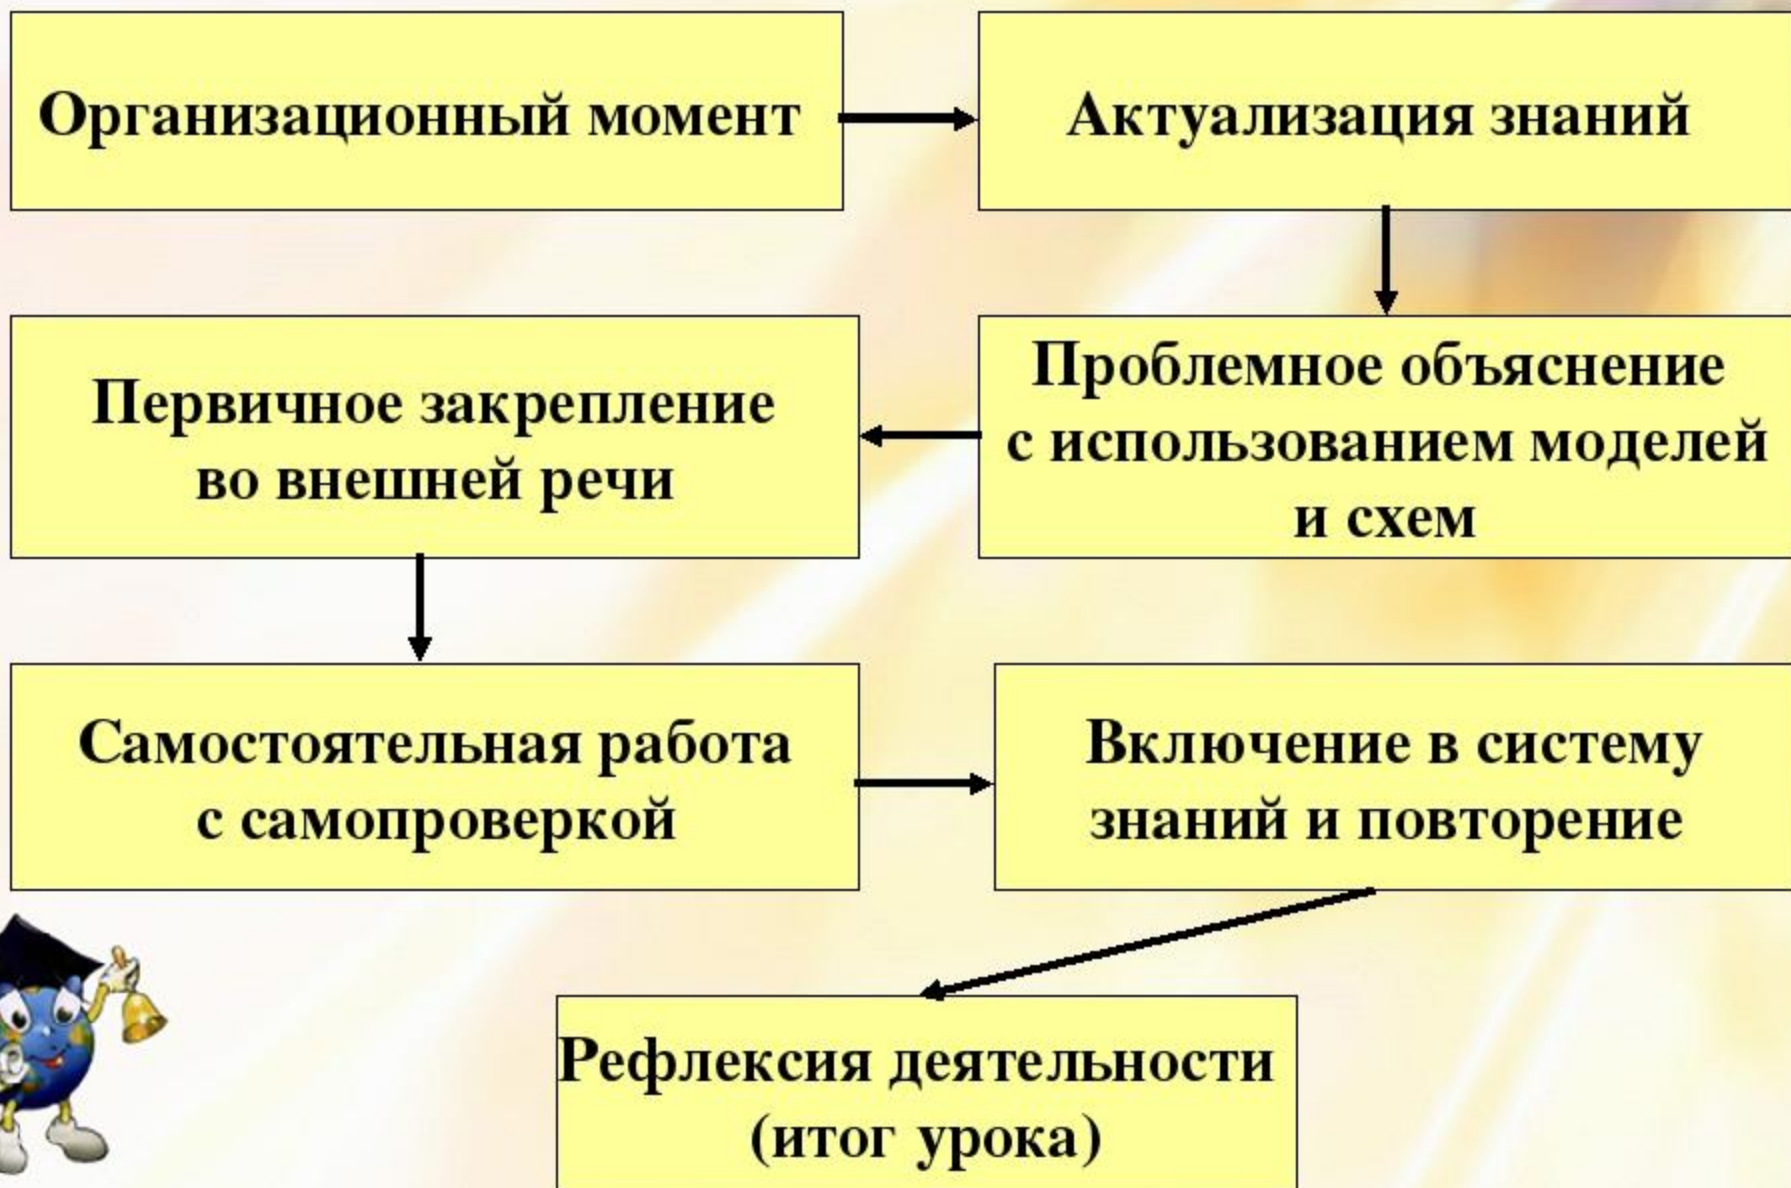 Организационный момент
Актуализация знаний
Проблемное объяснение
с использованием моделей
и схем
Первичное закрепление
во внешней речи
Самостоятельная работа
с самопроверкой
Включение в систему
знаний и повторение
Рефлексия деятельности
(итог урока)